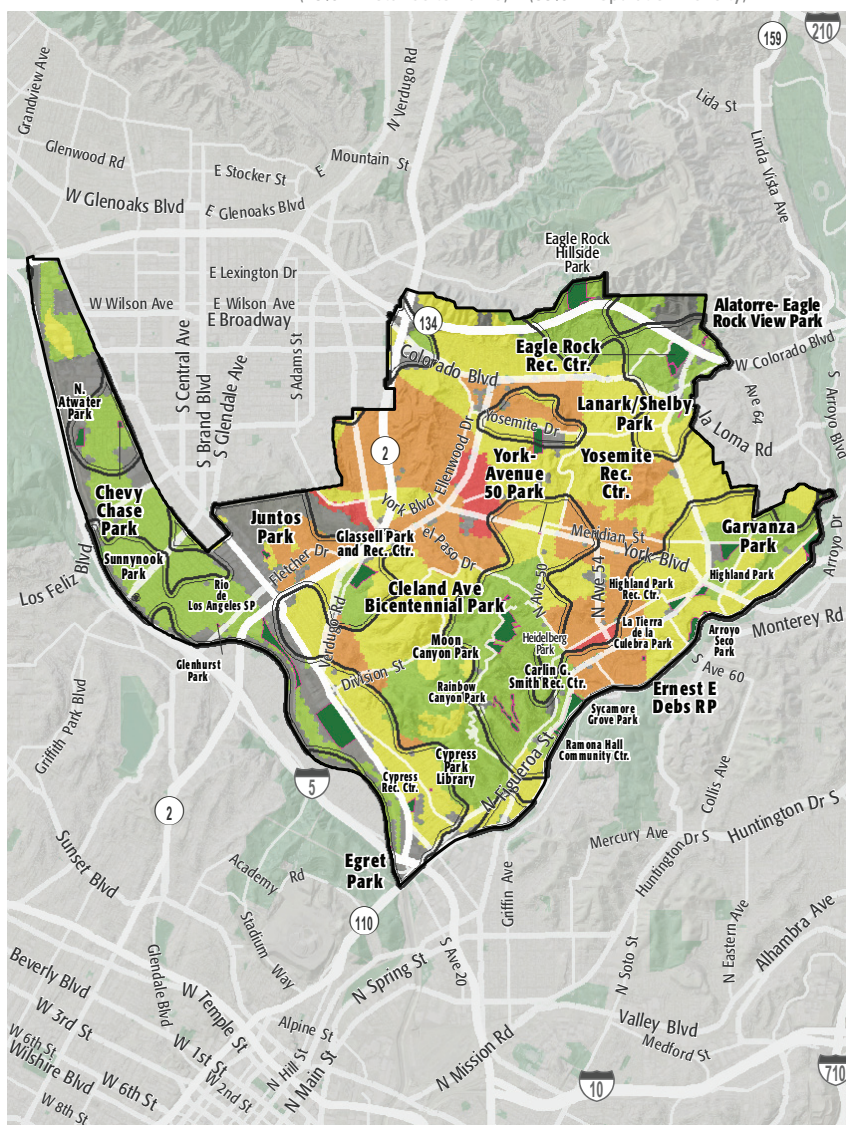 159
210
Grandview Ave
N Verdugo Rd
Lida St
Linda Vista Ave
Glenwood Rd
Mountain St
E Stocker St
E
W Glenoaks Blvd
E Glenoaks Blvd
Eagle Rock
Hillside
Park
E Lexington Dr
W Wilson Ave
E Wilson Ave
E Broadway
134
Alatorre- Eagle
Rock View Park
S Central Ave
S Brand Blvd
S Glendale Ave
S Adams St
Colorado Blvd
Eagle Rock
Rec. Ctr.
W Colorado Blvd
N.
Atwater
Park
Ave 64
S Arroyo Blvd
Lanark/Shelby
Park
la Loma Rd
Yosemite Dr
2
Ellenwood Dr
York-
Avenue
50 Park
Yosemite
Rec.
Ctr.
Chevy
Chase
Park
York Blvd
Juntos
Park
Glassell Park
and Rec. Ctr.
el Paso Dr
Meridian St
York Blvd
Garvanza
Park
Arroyo Dr
Sunnynook
Park
Fletcher Dr
Los Feliz Blvd
Rio
de
Los Angeles SP
Cleland Ave
Bicentennial Park
N Ave 50
N Ave 54
Highland Park
Highland Park
Rec. Ctr.
Verdugo Rd
La Tierra
de la
Culebra Park
Monterey Rd
Arroyo
Seco
Park
Moon
Canyon Park
Heidelberg
Park
Glenhurst
Park
Division St
Carlin G.
Smith Rec. Ctr.
S Ave 60
Rainbow
Canyon Park
Ernest E
Debs RP
Sycamore
Grove Park
Griffith Park Blvd
Ramona Hall
Community Ctr.
N Figueroa St
Cypress
Park
Library
Cypress
Rec. Ctr.
5
Collis Ave
2
Huntington Dr S
Huntington Dr S
Mercury Ave
Sunset Blvd
Academy Rd
Egret
Park
Griffin Ave
110
Stadium Way
S Ave 20
N Soto St
N Eastern Ave
Alhambra Ave
Beverly Blvd
Glendale Blvd
W Temple St
N Spring St
W 3rd St
Alpine St
Valley Blvd
W 6th St
W 1st St
N Mission Rd
Medford St
Wilshire Blvd
W 6th St
W 2nd St
N Hill St
N Main St
10
710
W 8th St